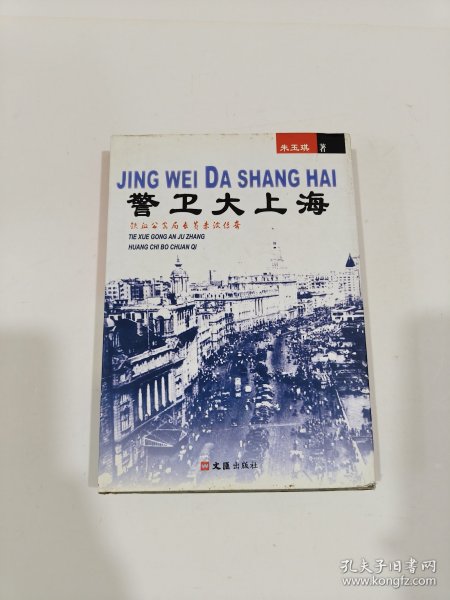 朱玉琪 著
JING WEI DA SHANG HAI
警卫大上海
铁血公安局长黄赤波传奇
TIE XUE GONG AN JU ZHANG
HUANG CHI BO CHUAN QI
文匯出版社
孔夫子旧书网
www.kongfz.com